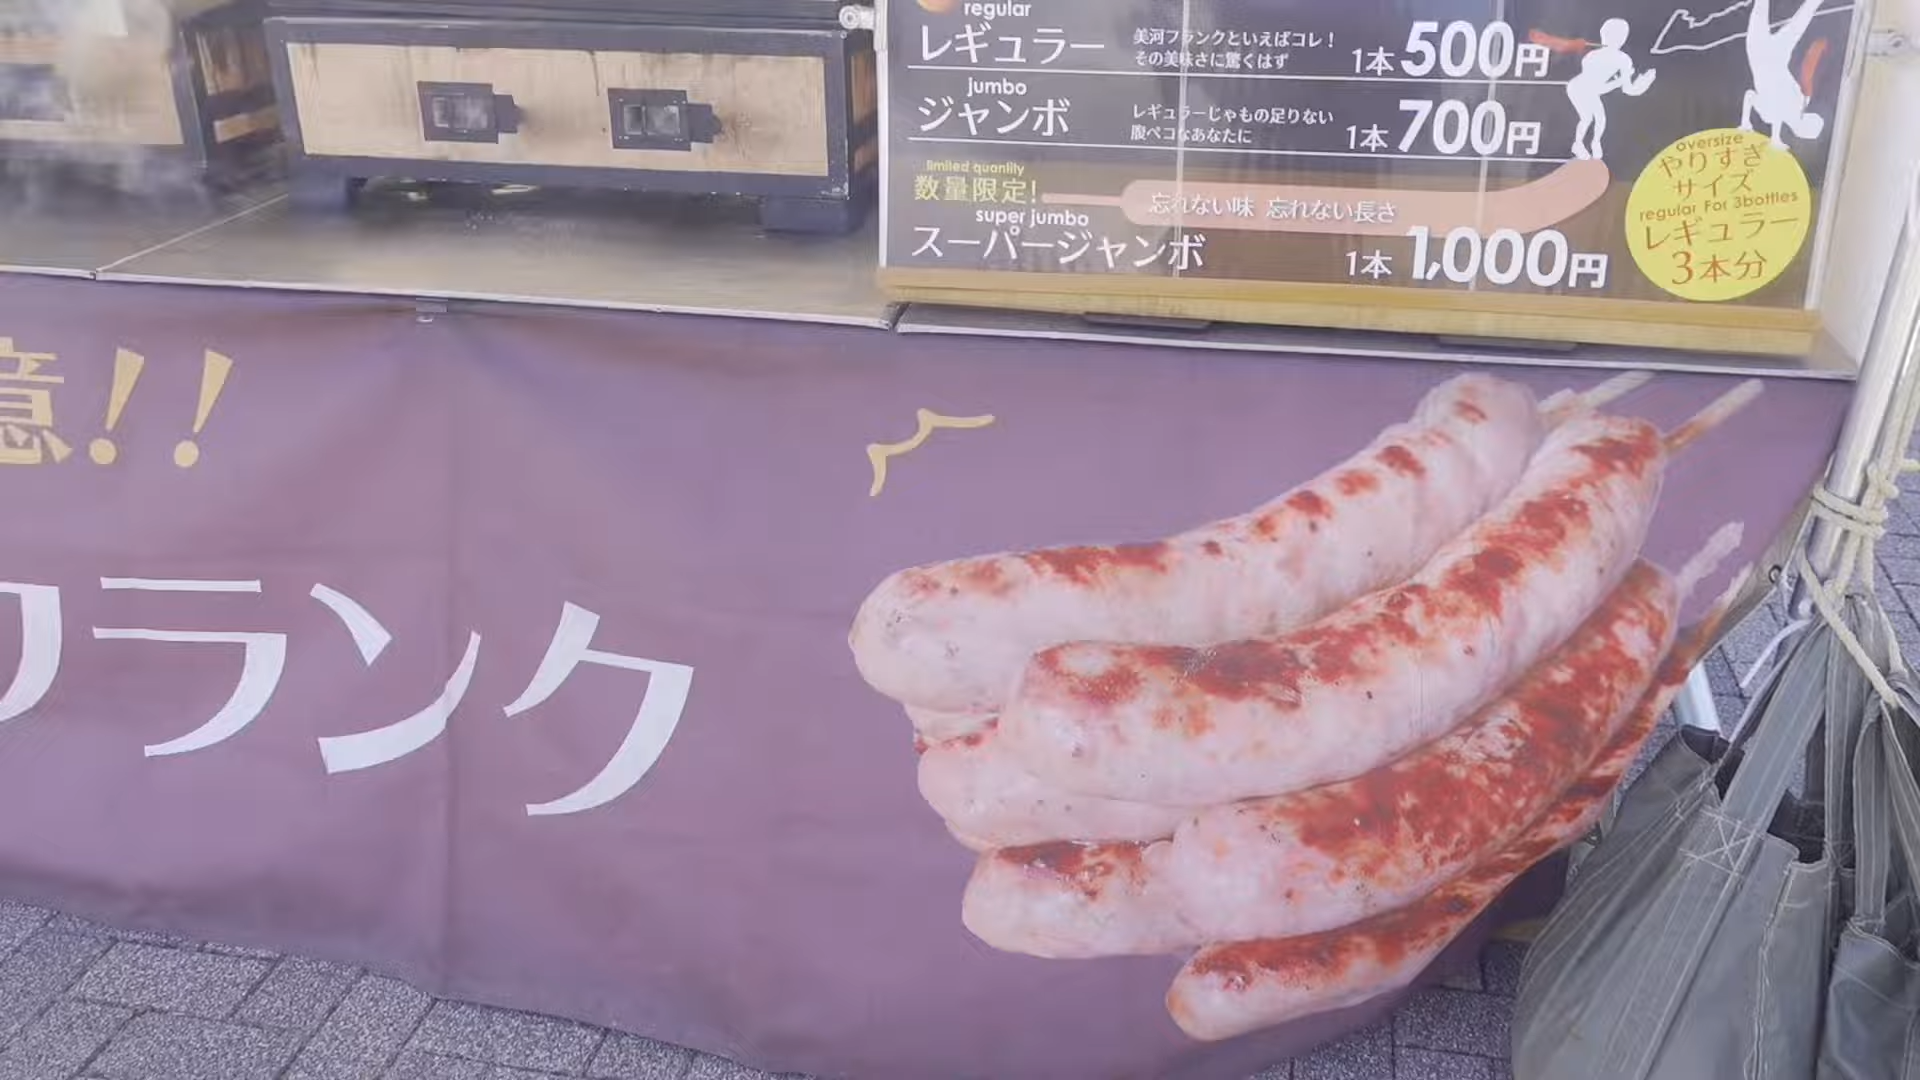 regular
レギュラー
美河フランクといえばコレ！
その美味さに驚くはず
1本 500円
jumbo
ジャンボ
レギュラーじゃもの足りない
腹ペコなあなたに
1本 700円
limited quantity
数量限定!
忘れない味 忘れない長さ
super jumbo
スーパージャンボ
1本 1,000円
oversize
やりすぎ
サイズ
regular For 3bottles
レギュラー
3本分
意!!
フランク